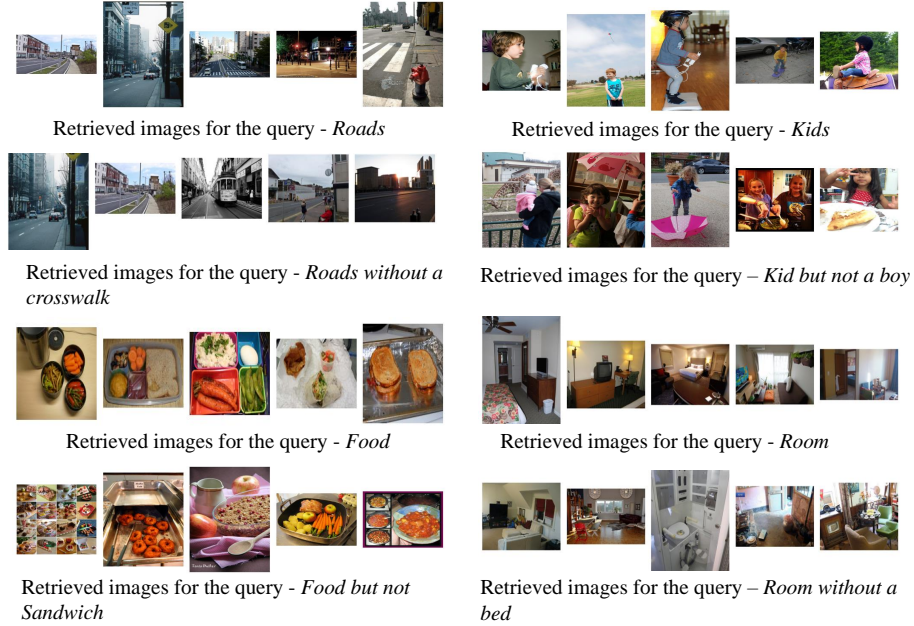 Retrieved images for the query - Roads
Retrieved images for the query - Kids
Retrieved images for the query - Roads without a
crosswalk
Retrieved images for the query – Kid but not a boy
Retrieved images for the query - Food
Retrieved images for the query - Room
Retrieved images for the query - Food but not
Sandwich
Retrieved images for the query – Room without a
bed